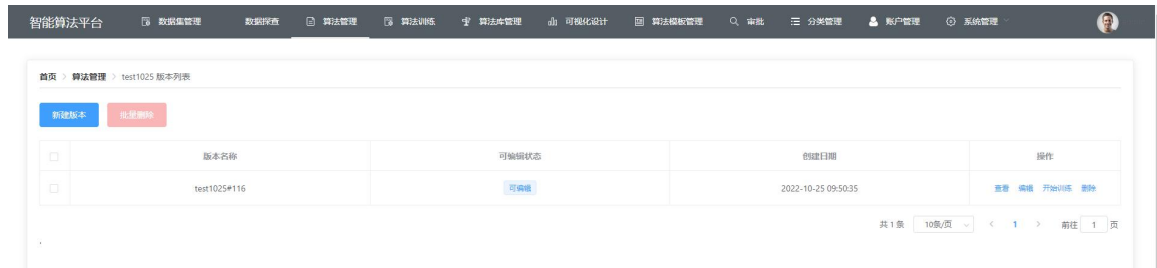 智能算法平台 数据集管理 数据探查 算法管理 算法训练 算法库管理 可视化设计 算法模板管理 审批 分类管理 账户管理 系统管理
首页 > 算法管理 > test1025 版本列表
新建版本 批量删除
版本名称 可编辑状态 创建日期 操作
test1025#116 可编辑 2022-10-25 09:50:35 查看 编辑 开始训练 删除
共 1 条 10条/页 < 1 > 前往 1 页